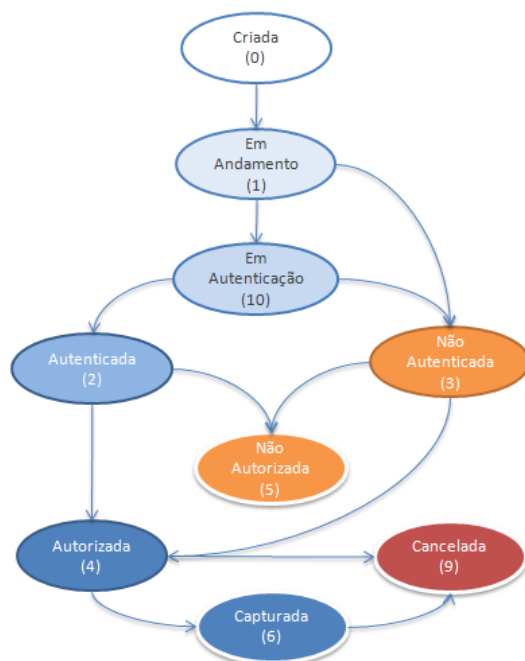 Criada
(0)
Em
Andamento
(1)
Em
Autenticação
(10)
Autenticada
(2)
Não
Autenticada
(3)
Não
Autorizada
(5)
Autorizada
(4)
Cancelada
(9)
Capturada
(6)